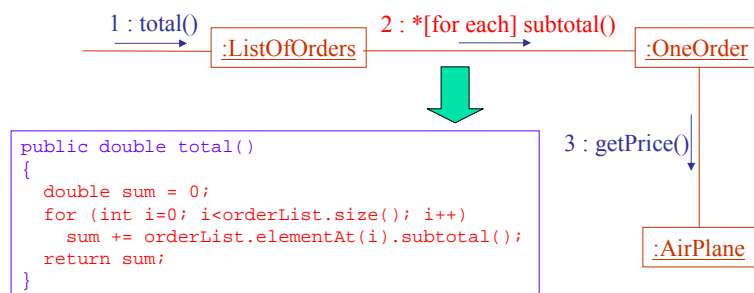 1 : total()
2 : *[for each] subtotal()
:ListOfOrders
:OneOrder
3 : getPrice()
:AirPlane
public double total()
{
double sum = 0;
for (int i=0; i<orderList.size(); i++)
sum += orderList.elementAt(i).subtotal();
return sum;
}